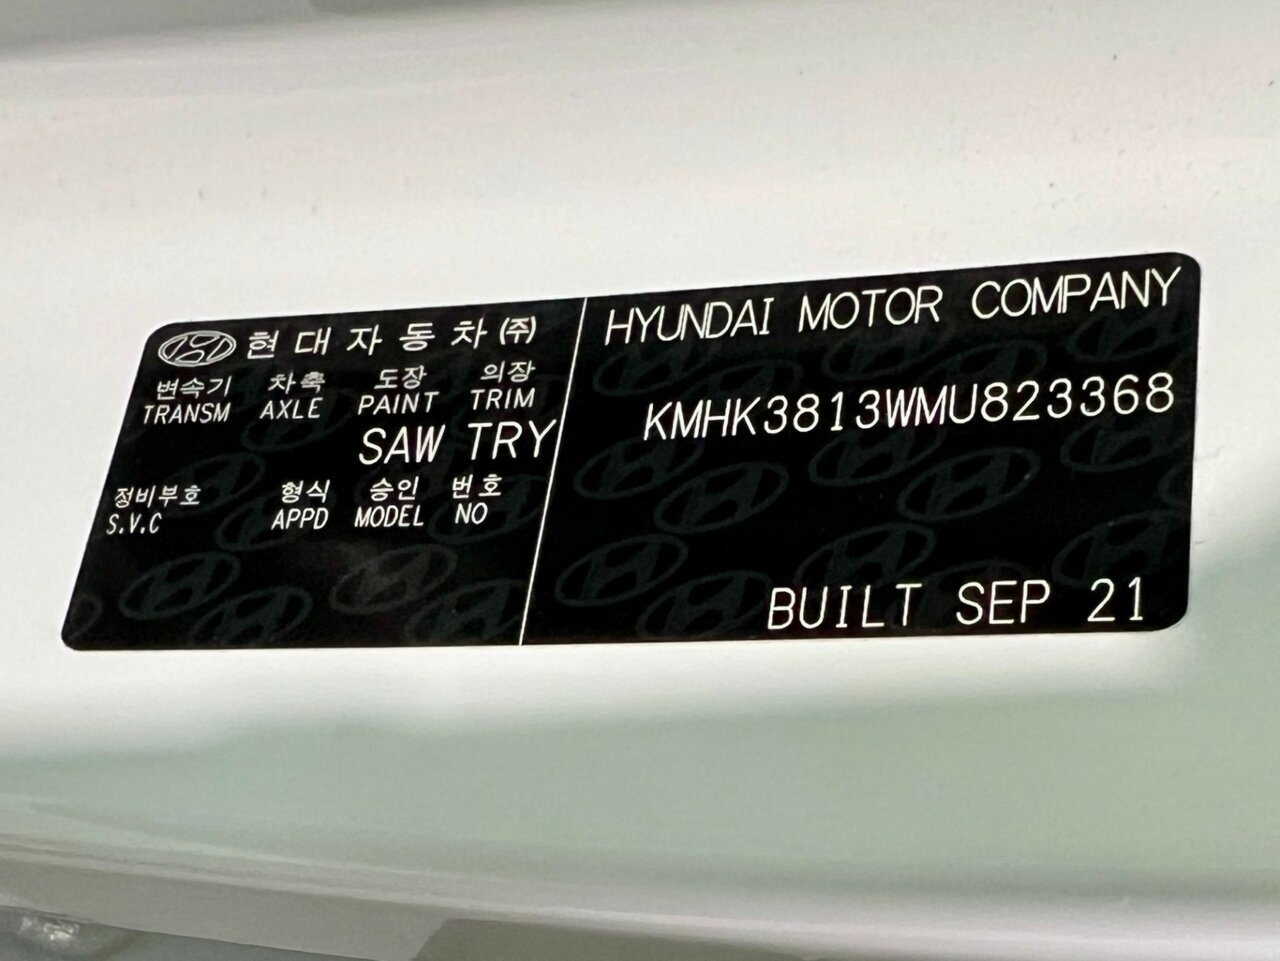 현대자동차(주)
변속기 차축 도장 의장
TRANSM AXLE PAINT TRIM
SAW TRY
정비부호 형식 승인 번호
S.V.C APPD MODEL NO
HYUNDAI MOTOR COMPANY
KMHK3813WMU823368
BUILT SEP 21